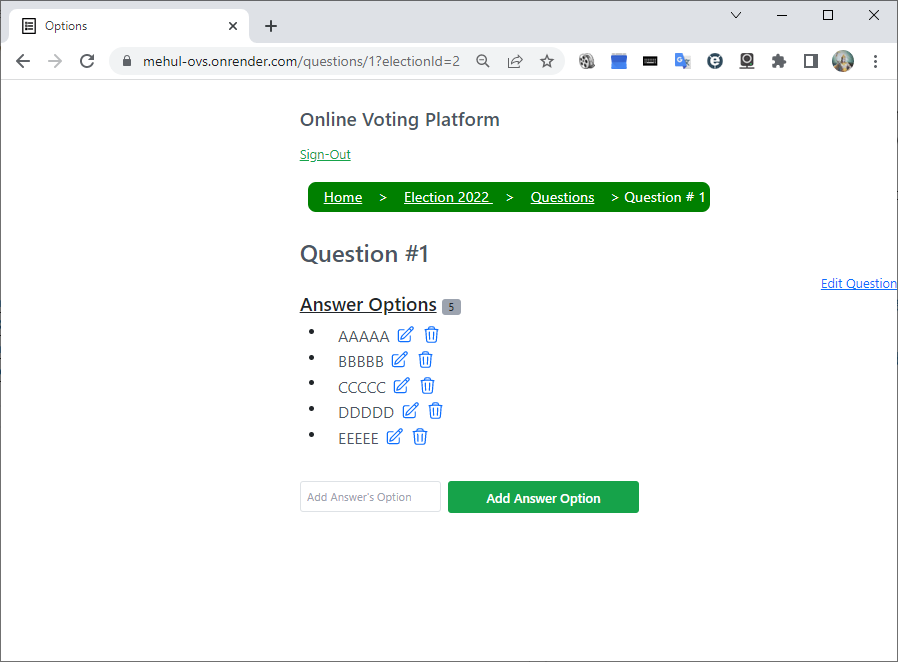 Options
mehul-ovs.onrender.com/questions/1?electionId=2
Online Voting Platform
Sign-Out
Home > Election 2022 > Questions > Question # 1
Question #1
Edit Question
Answer Options 5
AAAAA
BBBBB
CCCCC
DDDDD
EEEEE
Add Answer's Option Add Answer Option